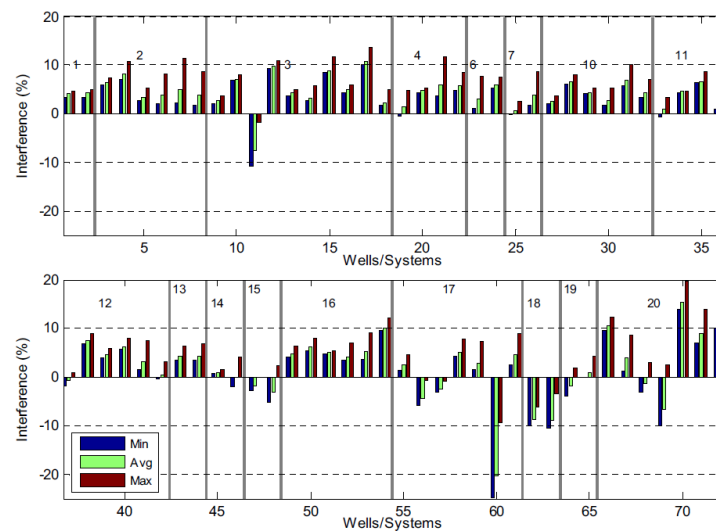 20
10
0
-10
-20
Interference (%)
1 2 3 4 6 7 10 11
5 10 15 20 25 30 35
Wells/Systems
20
10
0
-10
-20
Interference (%)
12 13 14 15 16 17 18 19 20
Min
Avg
Max
40 45 50 55 60 65 70
Wells/Systems